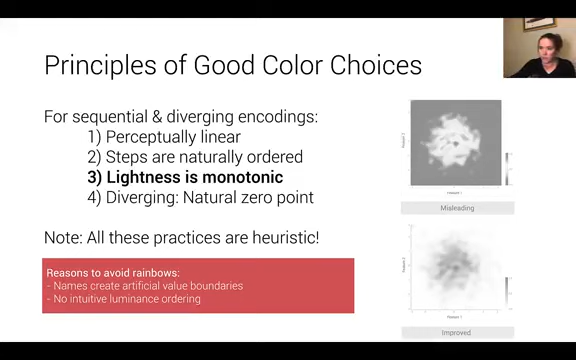 Principles of Good Color Choices
For sequential & diverging encodings:
1) Perceptually linear
2) Steps are naturally ordered
3) Lightness is monotonic
4) Diverging: Natural zero point
Note: All these practices are heuristic!
Reasons to avoid rainbows:
- Names create artificial value boundaries
- No intuitive luminance ordering
Misleading
Improved